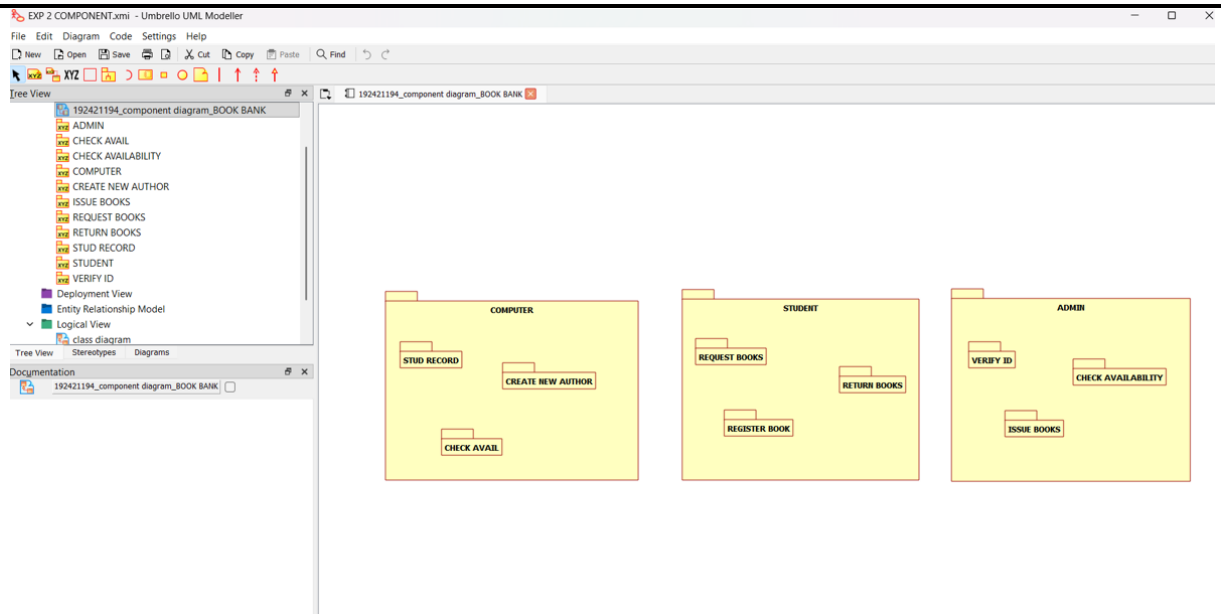 EXP 2 COMPONENT.xmi - Umbrello UML Modeller
File Edit Diagram Code Settings Help
New Open Save Cut Copy Paste Find
XYZ XYZ
Tree View
192421194_component diagram_BOOK BANK
192421194_component diagram_BOOK BANK
ADMIN
CHECK AVAIL
CHECK AVAILABILITY
COMPUTER
CREATE NEW AUTHOR
ISSUE BOOKS
REQUEST BOOKS
RETURN BOOKS
STUD RECORD
STUDENT
VERIFY ID
Deployment View
Entity Relationship Model
Logical View
class diagram
Tree View Stereotypes Diagrams
Documentation
192421194_component diagram_BOOK BANK
COMPUTER
STUD RECORD
CREATE NEW AUTHOR
CHECK AVAIL
STUDENT
REQUEST BOOKS
RETURN BOOKS
REGISTER BOOK
ADMIN
VERIFY ID
CHECK AVAILABILITY
ISSUE BOOKS